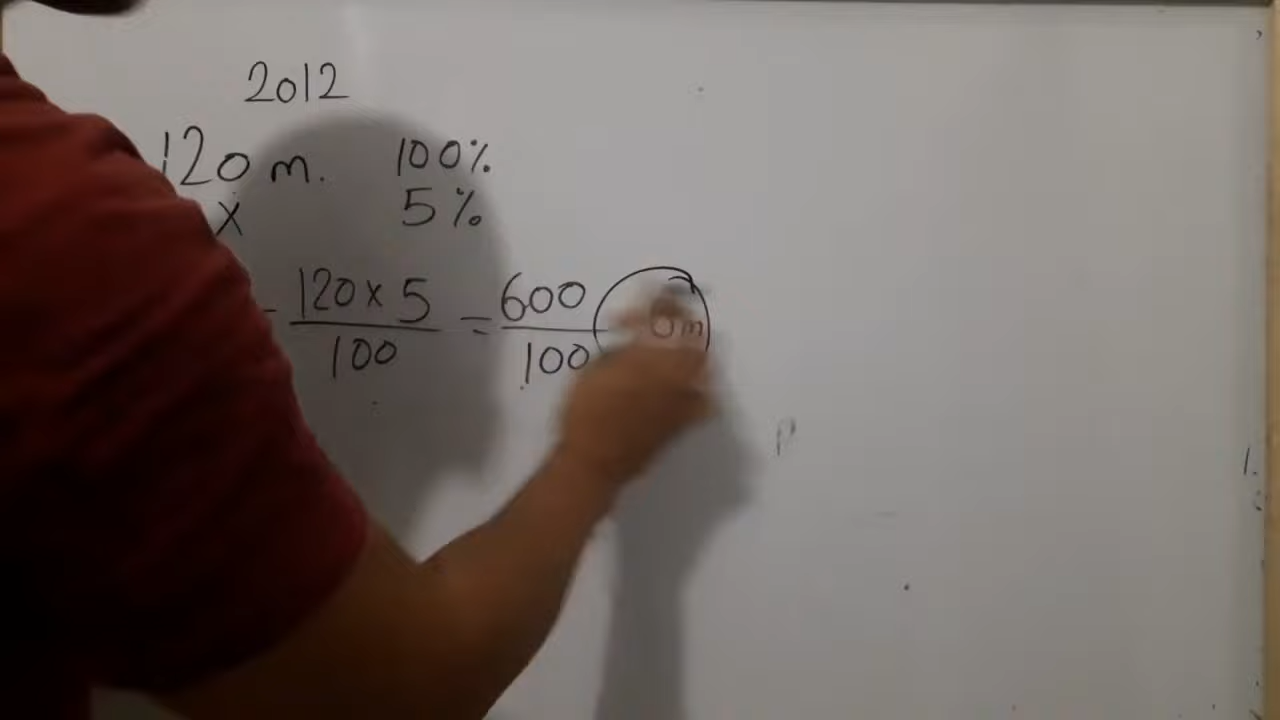 2012
120 m. 100%
x 5%
120 x 5 = 600
100 100
m